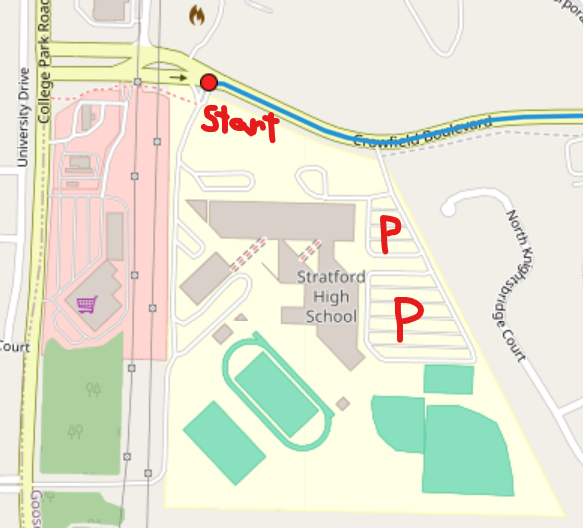 University Drive
College Park Road
Start
Crowfield Boulevard
P
P
Stratford
High
School
North Knightsbridge Court
Court